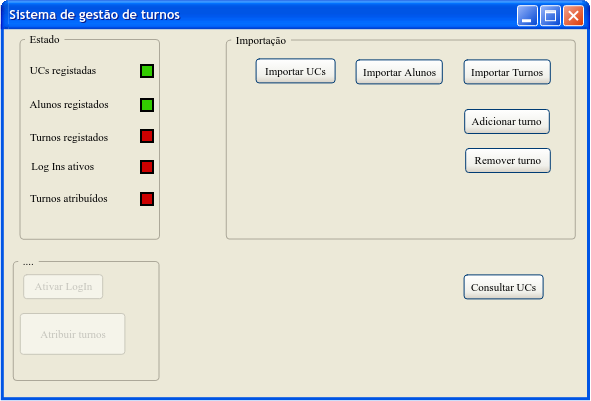 Sistema de gestão de turnos
Estado
UCs registadas
Alunos registados
Turnos registados
Log Ins ativos
Turnos atribuídos
Importação
Importar UCs
Importar Alunos
Importar Turnos
Adicionar turno
Remover turno
....
Ativar LogIn
Atribuir turnos
Consultar UCs